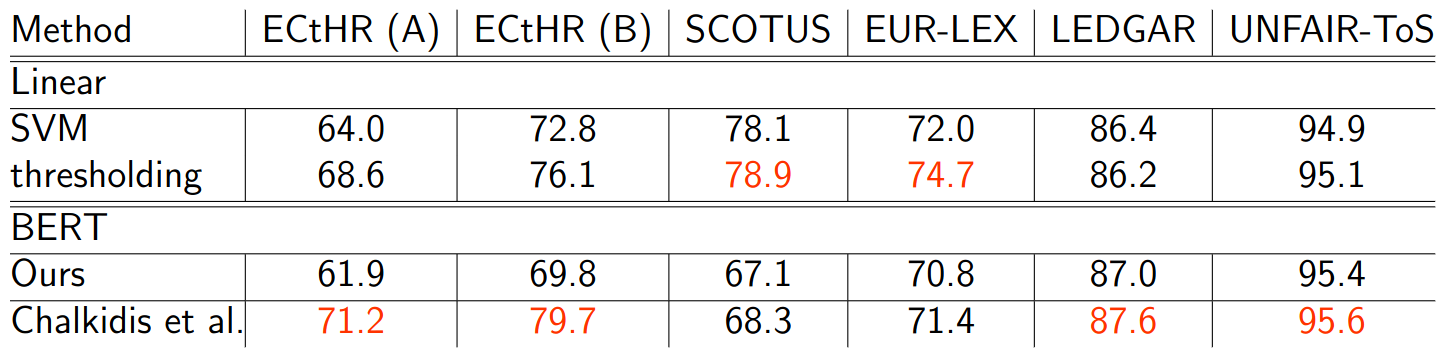 Method ECtHR (A) ECtHR (B) SCOTUS EUR-LEX LEDGAR UNFAIR-ToS
Linear
SVM 64.0 72.8 78.1 72.0 86.4 94.9
thresholding 68.6 76.1 78.9 74.7 86.2 95.1
BERT
Ours 61.9 69.8 67.1 70.8 87.0 95.4
Chalkidis et al. 71.2 79.7 68.3 71.4 87.6 95.6